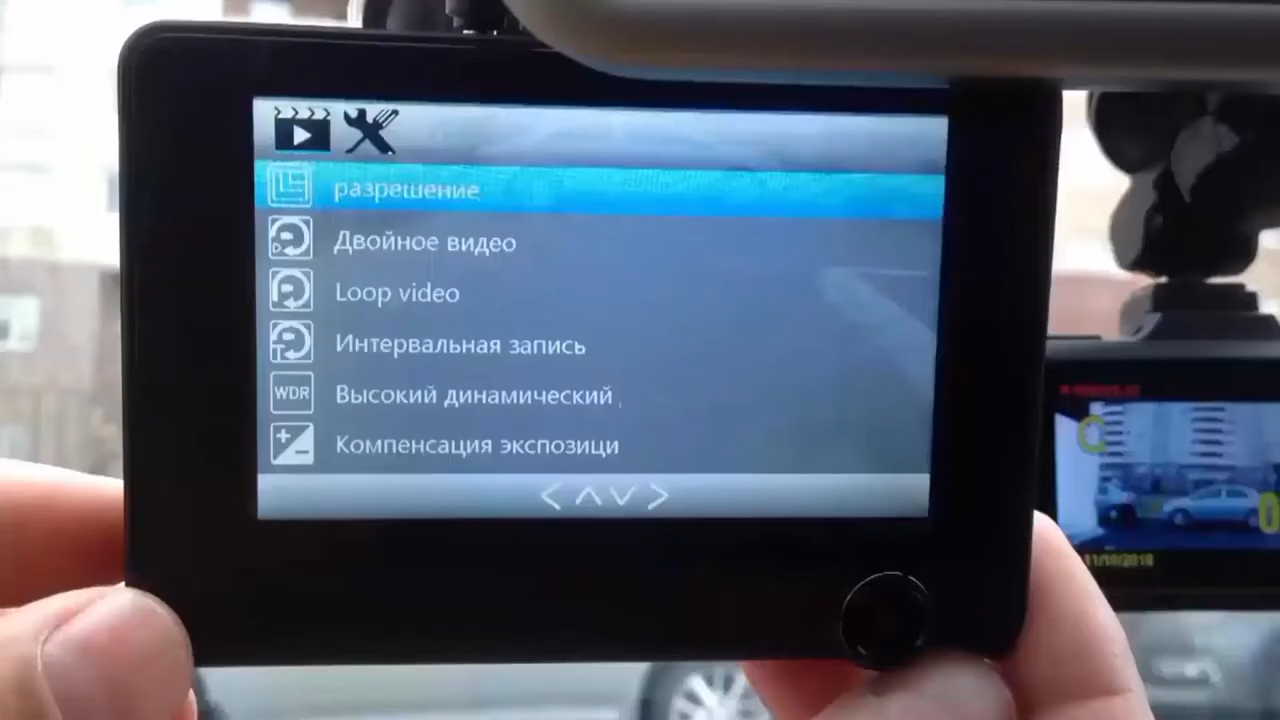 разрешение
Двойное видео
Loop video
Интервальная запись
WDR Высокий динамический
Компенсация экспозици